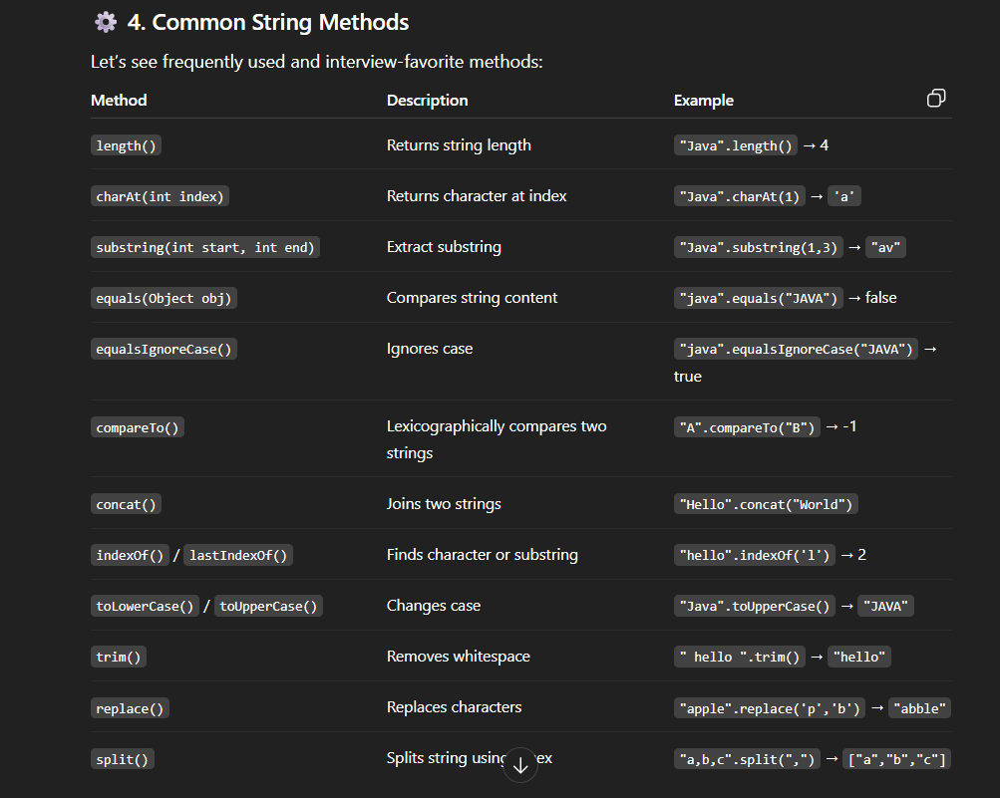 4. Common String Methods
Let's see frequently used and interview-favorite methods:
Method Description Example
length() Returns string length "Java".length() → 4
charAt(int index) Returns character at index "Java".charAt(1) → 'a'
substring(int start, int end) Extract substring "Java".substring(1,3) → "av"
equals(Object obj) Compares string content "java".equals("JAVA") → false
equalsIgnoreCase() Ignores case "java".equalsIgnoreCase("JAVA") →
true
compareTo() Lexicographically compares two "A".compareTo("B") → -1
strings
concat() Joins two strings "Hello".concat("World")
indexOf() / lastIndexOf() Finds character or substring "hello".indexOf('l') → 2
toLowerCase() / toUpperCase() Changes case "Java".toUpperCase() → "JAVA"
trim() Removes whitespace " hello ".trim() → "hello"
replace() Replaces characters "apple".replace('p','b') → "abble"
split() Splits string using "a,b,c".split(",") → ["a","b","c"]